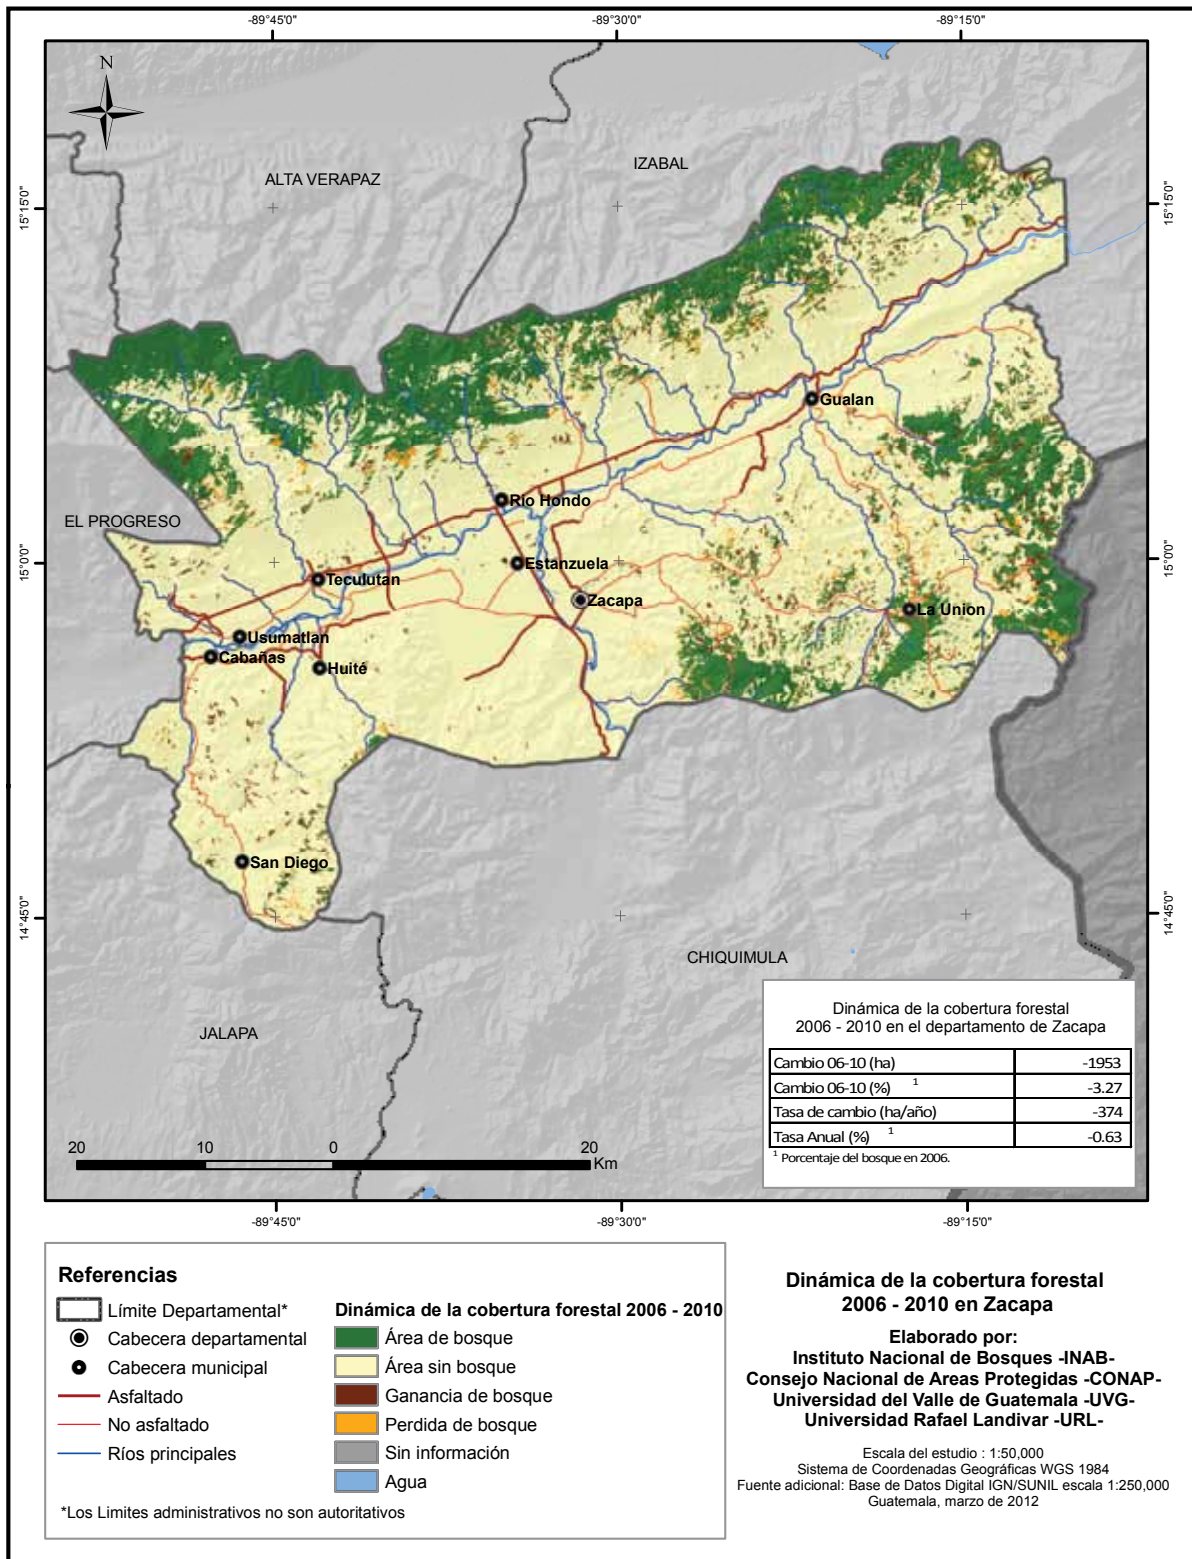 -89°45'0"
-89°30'0"
-89°15'0"
N
IZABAL
ALTA VERAPAZ
15°15'0"
15°15'0"
Gualan
Río Hondo
EL PROGRESO
15°0'0"
15°0'0"
Estanzuela
Teculutan
Zacapa
La Union
Usumatlan
Cabañas
Huité
San Diego
14°45'0"
14°45'0"
CHIQUIMULA
JALAPA
Dinámica de la cobertura forestal
2006 - 2010 en el departamento de Zacapa
Cambio 06-10 (ha) -1953
Cambio 06-10 (%) 1 -3.27
Tasa de cambio (ha/año) -374
Tasa Anual (%) 1 -0.63
1 Porcentaje del bosque en 2006.
20 10 0 20
Km
-89°45'0"
-89°30'0"
-89°15'0"
Referencias
Límite Departamental*
Cabecera departamental
Cabecera municipal
Asfaltado
No asfaltado
Ríos principales
*Los Limites administrativos no son autoritativos
Dinámica de la cobertura forestal 2006 - 2010
Área de bosque
Área sin bosque
Ganancia de bosque
Perdida de bosque
Sin información
Agua
Dinámica de la cobertura forestal
2006 - 2010 en Zacapa
Elaborado por:
Instituto Nacional de Bosques -INAB-
Consejo Nacional de Areas Protegidas -CONAP-
Universidad del Valle de Guatemala -UVG-
Universidad Rafael Landivar -URL-
Escala del estudio : 1:50,000
Sistema de Coordenadas Geográficas WGS 1984
Fuente adicional: Base de Datos Digital IGN/SUNIL escala 1:250,000
Guatemala, marzo de 2012